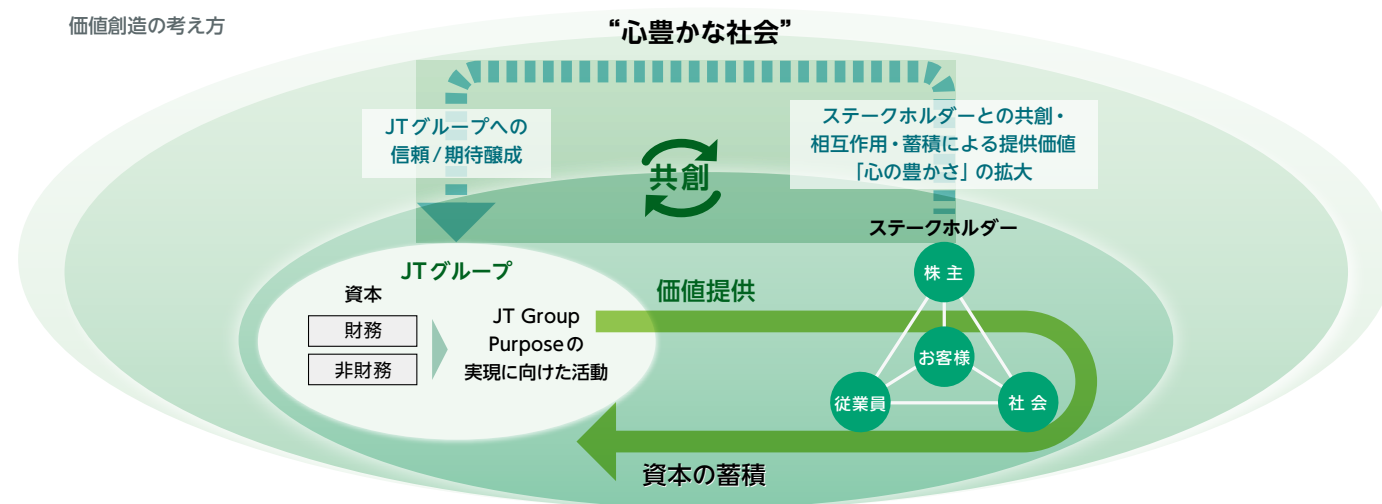 価値創造の考え方
“心豊かな社会”
JTグループへの
信頼/期待醸成
共創
ステークホルダーとの共創・
相互作用・蓄積による提供価値
「心の豊かさ」の拡大
ステークホルダー
JTグループ
資本
財務
非財務
JT Group
Purposeの
実現に向けた活動
価値提供
株主
お客様
従業員
社会
資本の蓄積